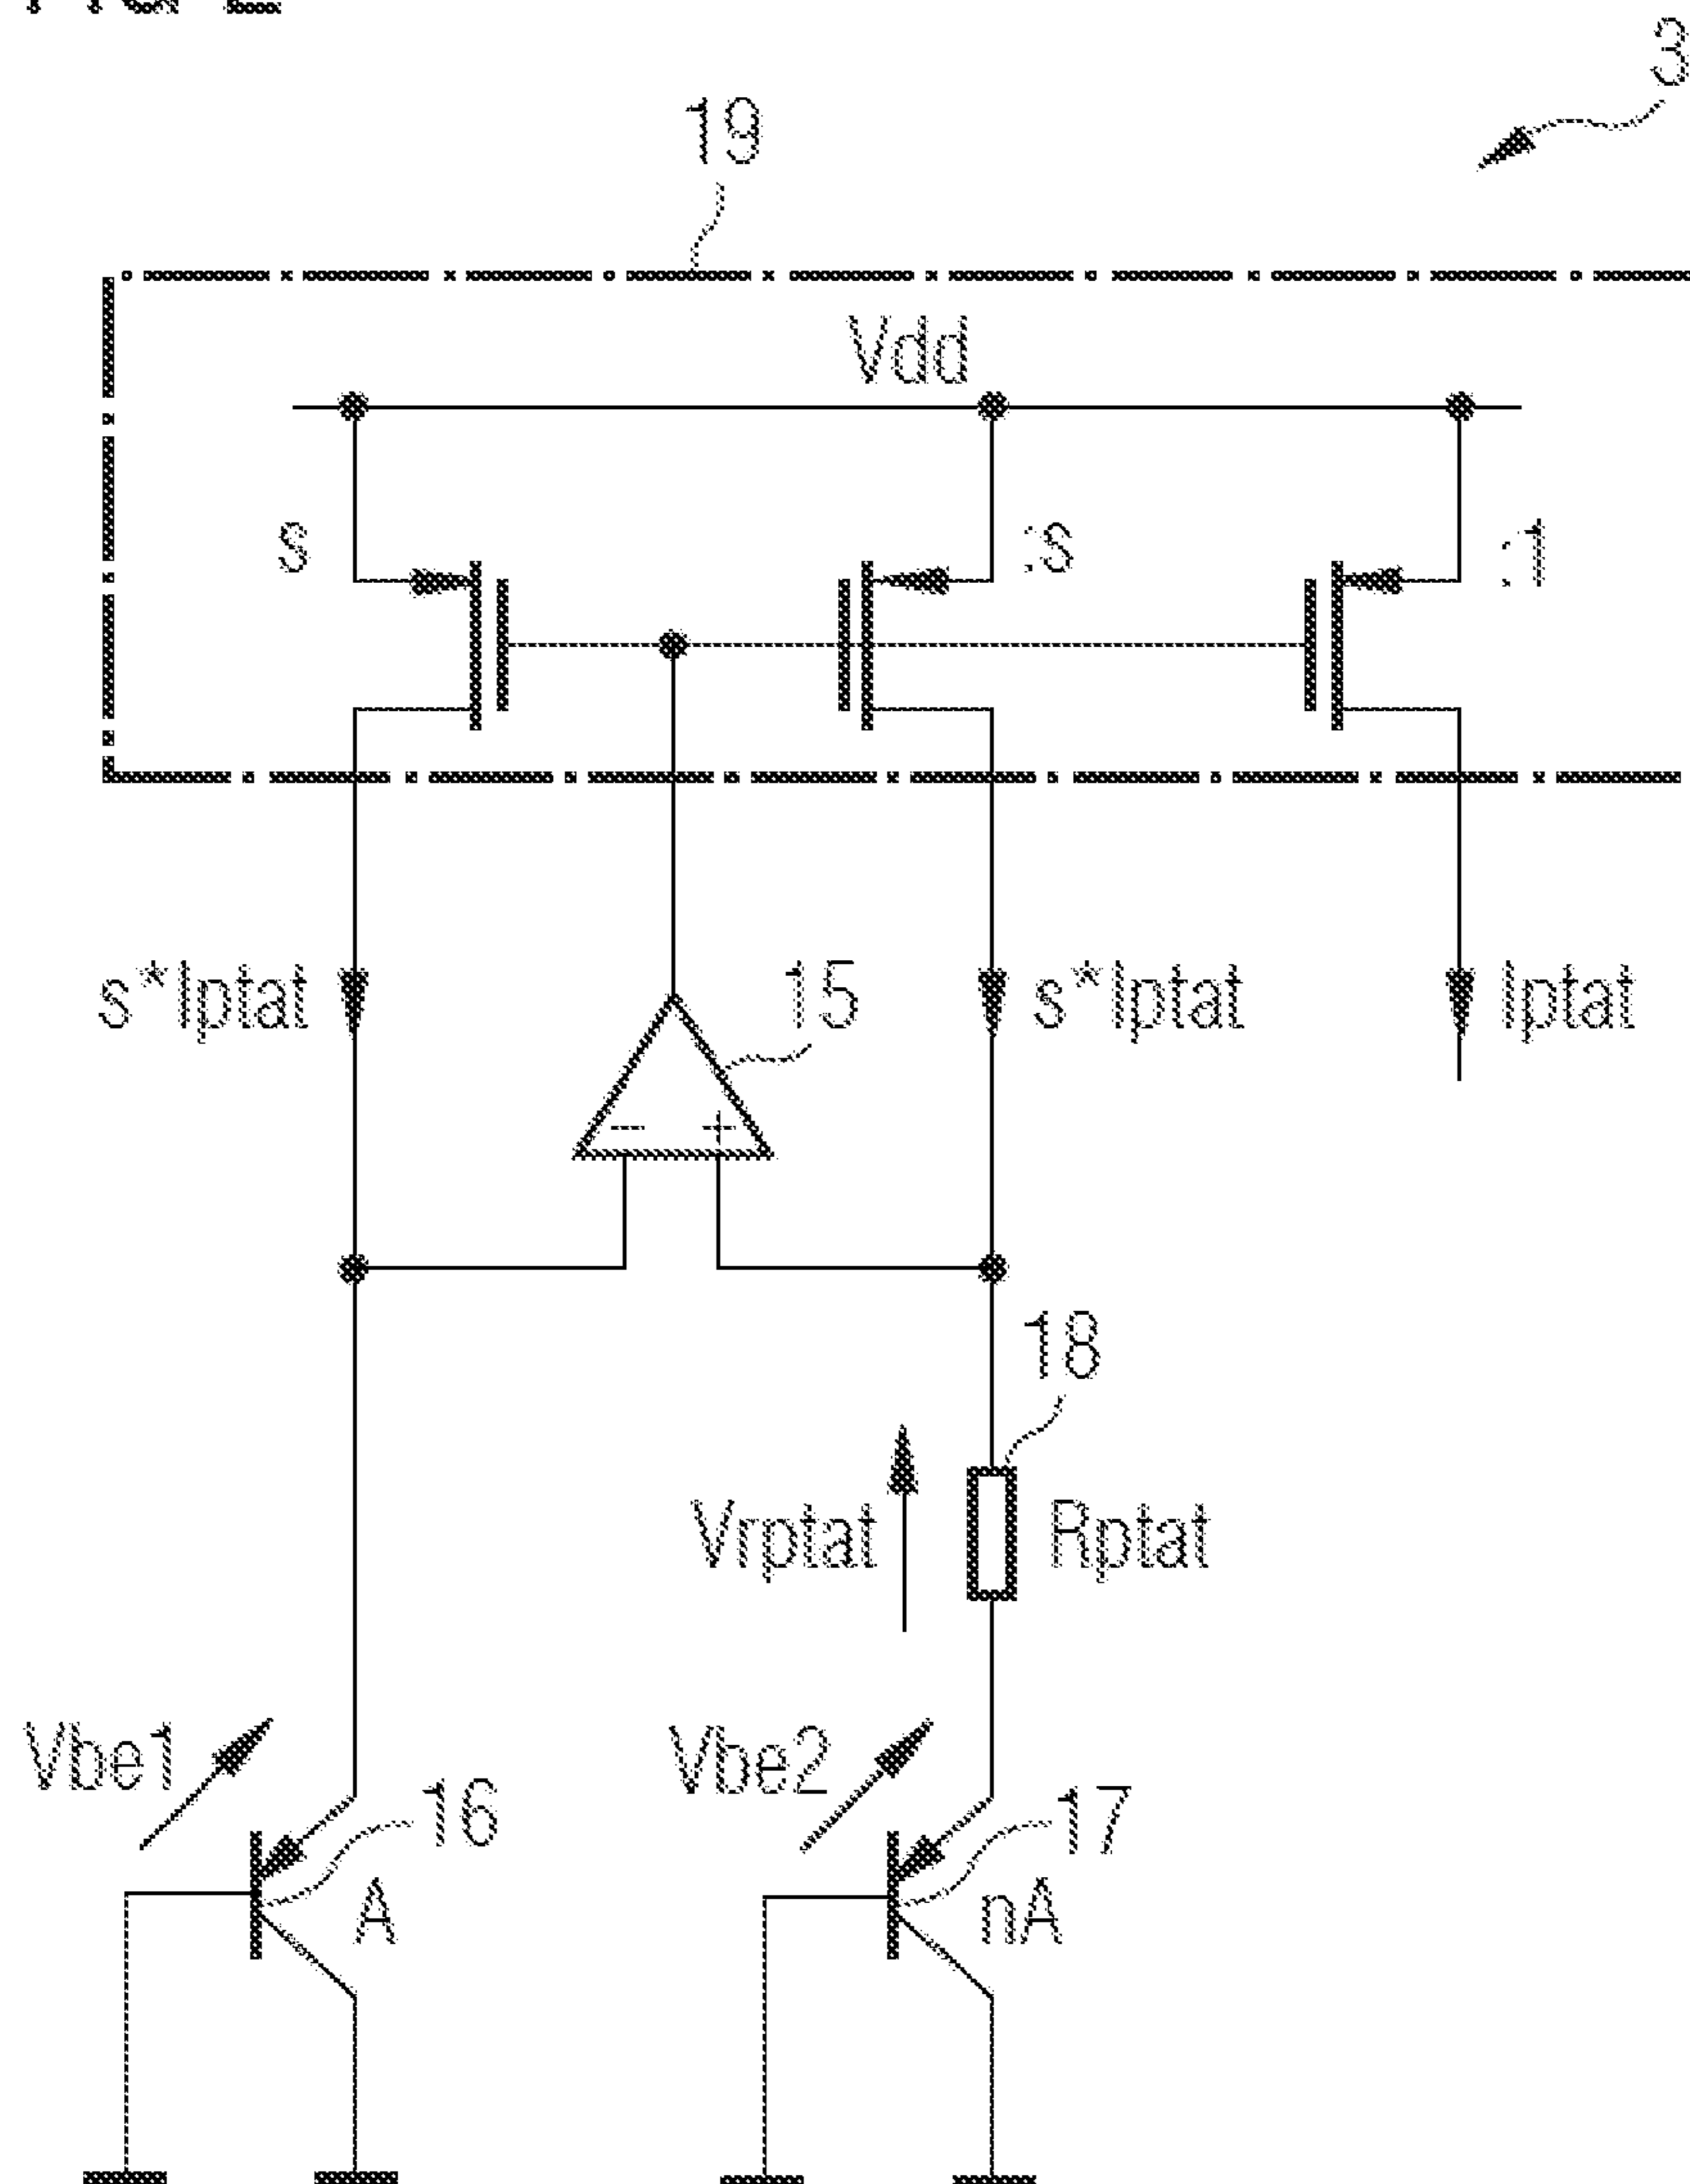 3
19
Vdd
s
:s
:1
s*Iptat
15
s*Iptat
Iptat
- +
18
Vrptat
Rptat
Vbe1
Vbe2
16
17
A
nA